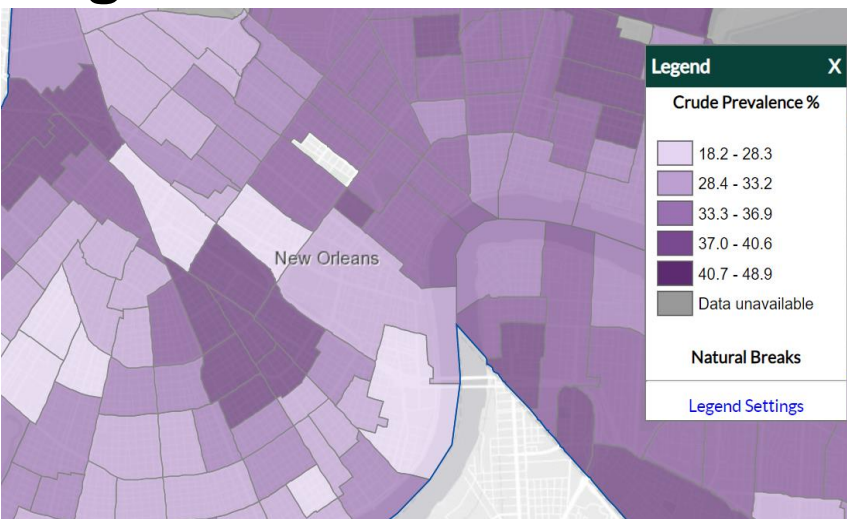 New Orleans
Legend X
Crude Prevalence %
18.2 - 28.3
28.4 - 33.2
33.3 - 36.9
37.0 - 40.6
40.7 - 48.9
Data unavailable
Natural Breaks
Legend Settings